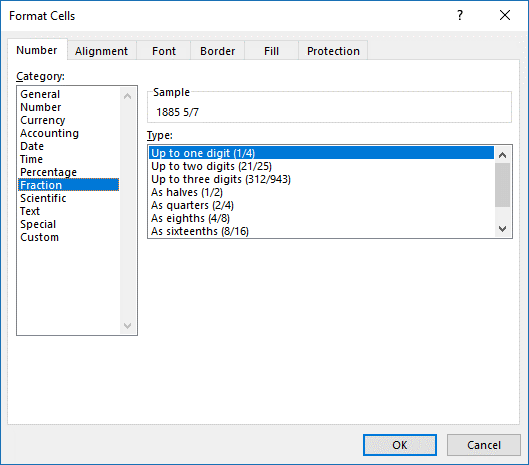 Format Cells
?
Number Alignment Font Border Fill Protection
Category:
General
Number
Currency
Accounting
Date
Time
Percentage
Fraction
Scientific
Text
Special
Custom
Sample
1885 5/7
Type:
Up to one digit (1/4)
Up to two digits (21/25)
Up to three digits (312/943)
As halves (1/2)
As quarters (2/4)
As eighths (4/8)
As sixteenths (8/16)
OK Cancel